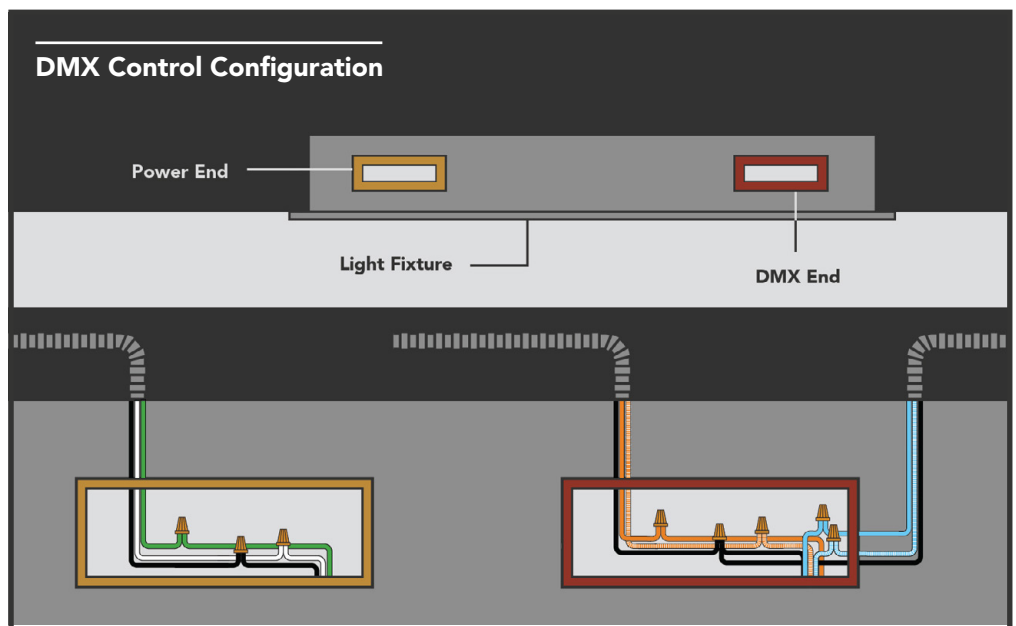 DMX Control Configuration
Power End
Light Fixture
DMX End